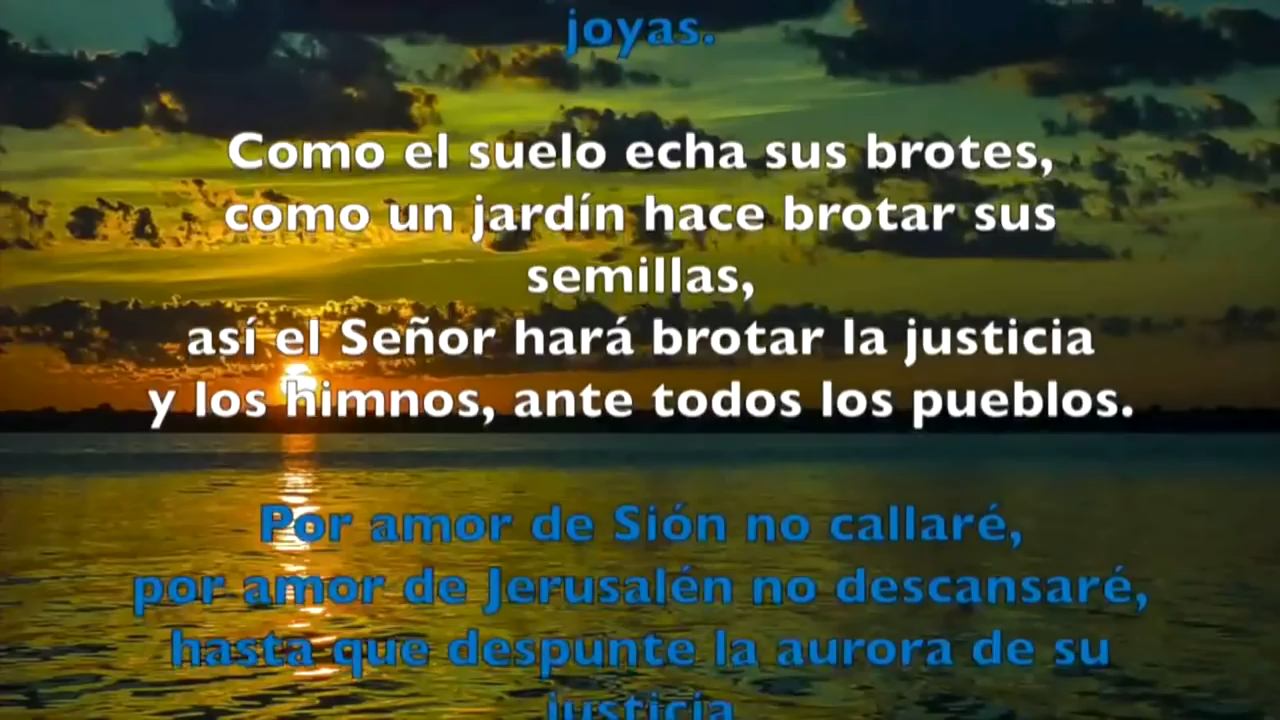 joyas.
Como el suelo echa sus brotes,
como un jardín hace brotar sus
semillas,
así el Señor hará brotar la justicia
y los himnos, ante todos los pueblos.
Por amor de Sión no callaré,
por amor de Jerusalén no descansaré,
hasta que despunte la aurora de su
justicia